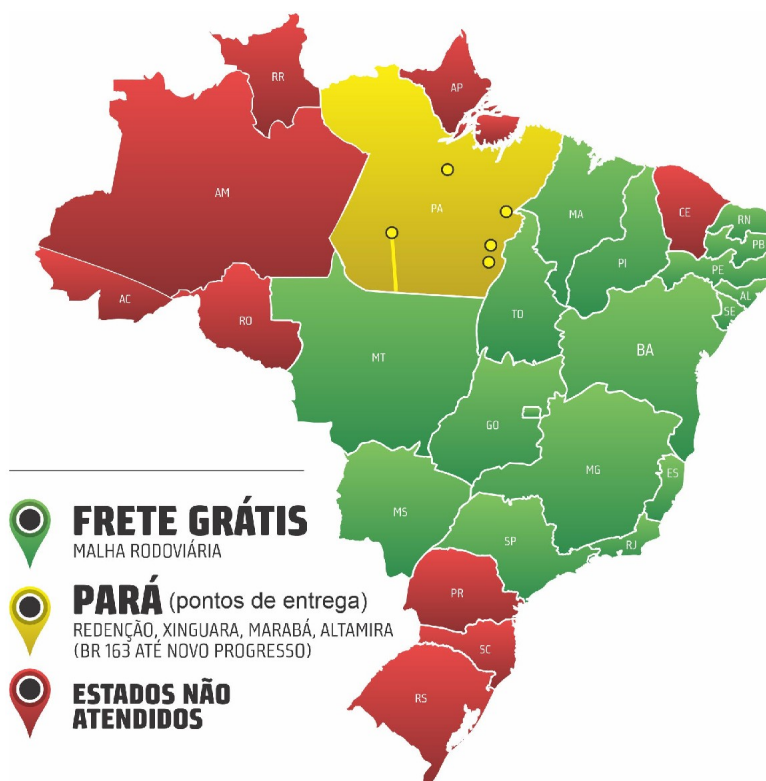 RR
AP
AM
PA
MA
CE
RN
PB
PI
PE
AL
SE
AC
RO
TO
BA
MT
GO
MG
ES
MS
SP
RJ
PR
SC
RS
FRETE GRÁTIS
MALHA RODOVIÁRIA
PARÁ (pontos de entrega)
REDENÇÃO, XINGUARA, MARABÁ, ALTAMIRA
(BR 163 ATÉ NOVO PROGRESSO)
ESTADOS NÃO
ATENDIDOS